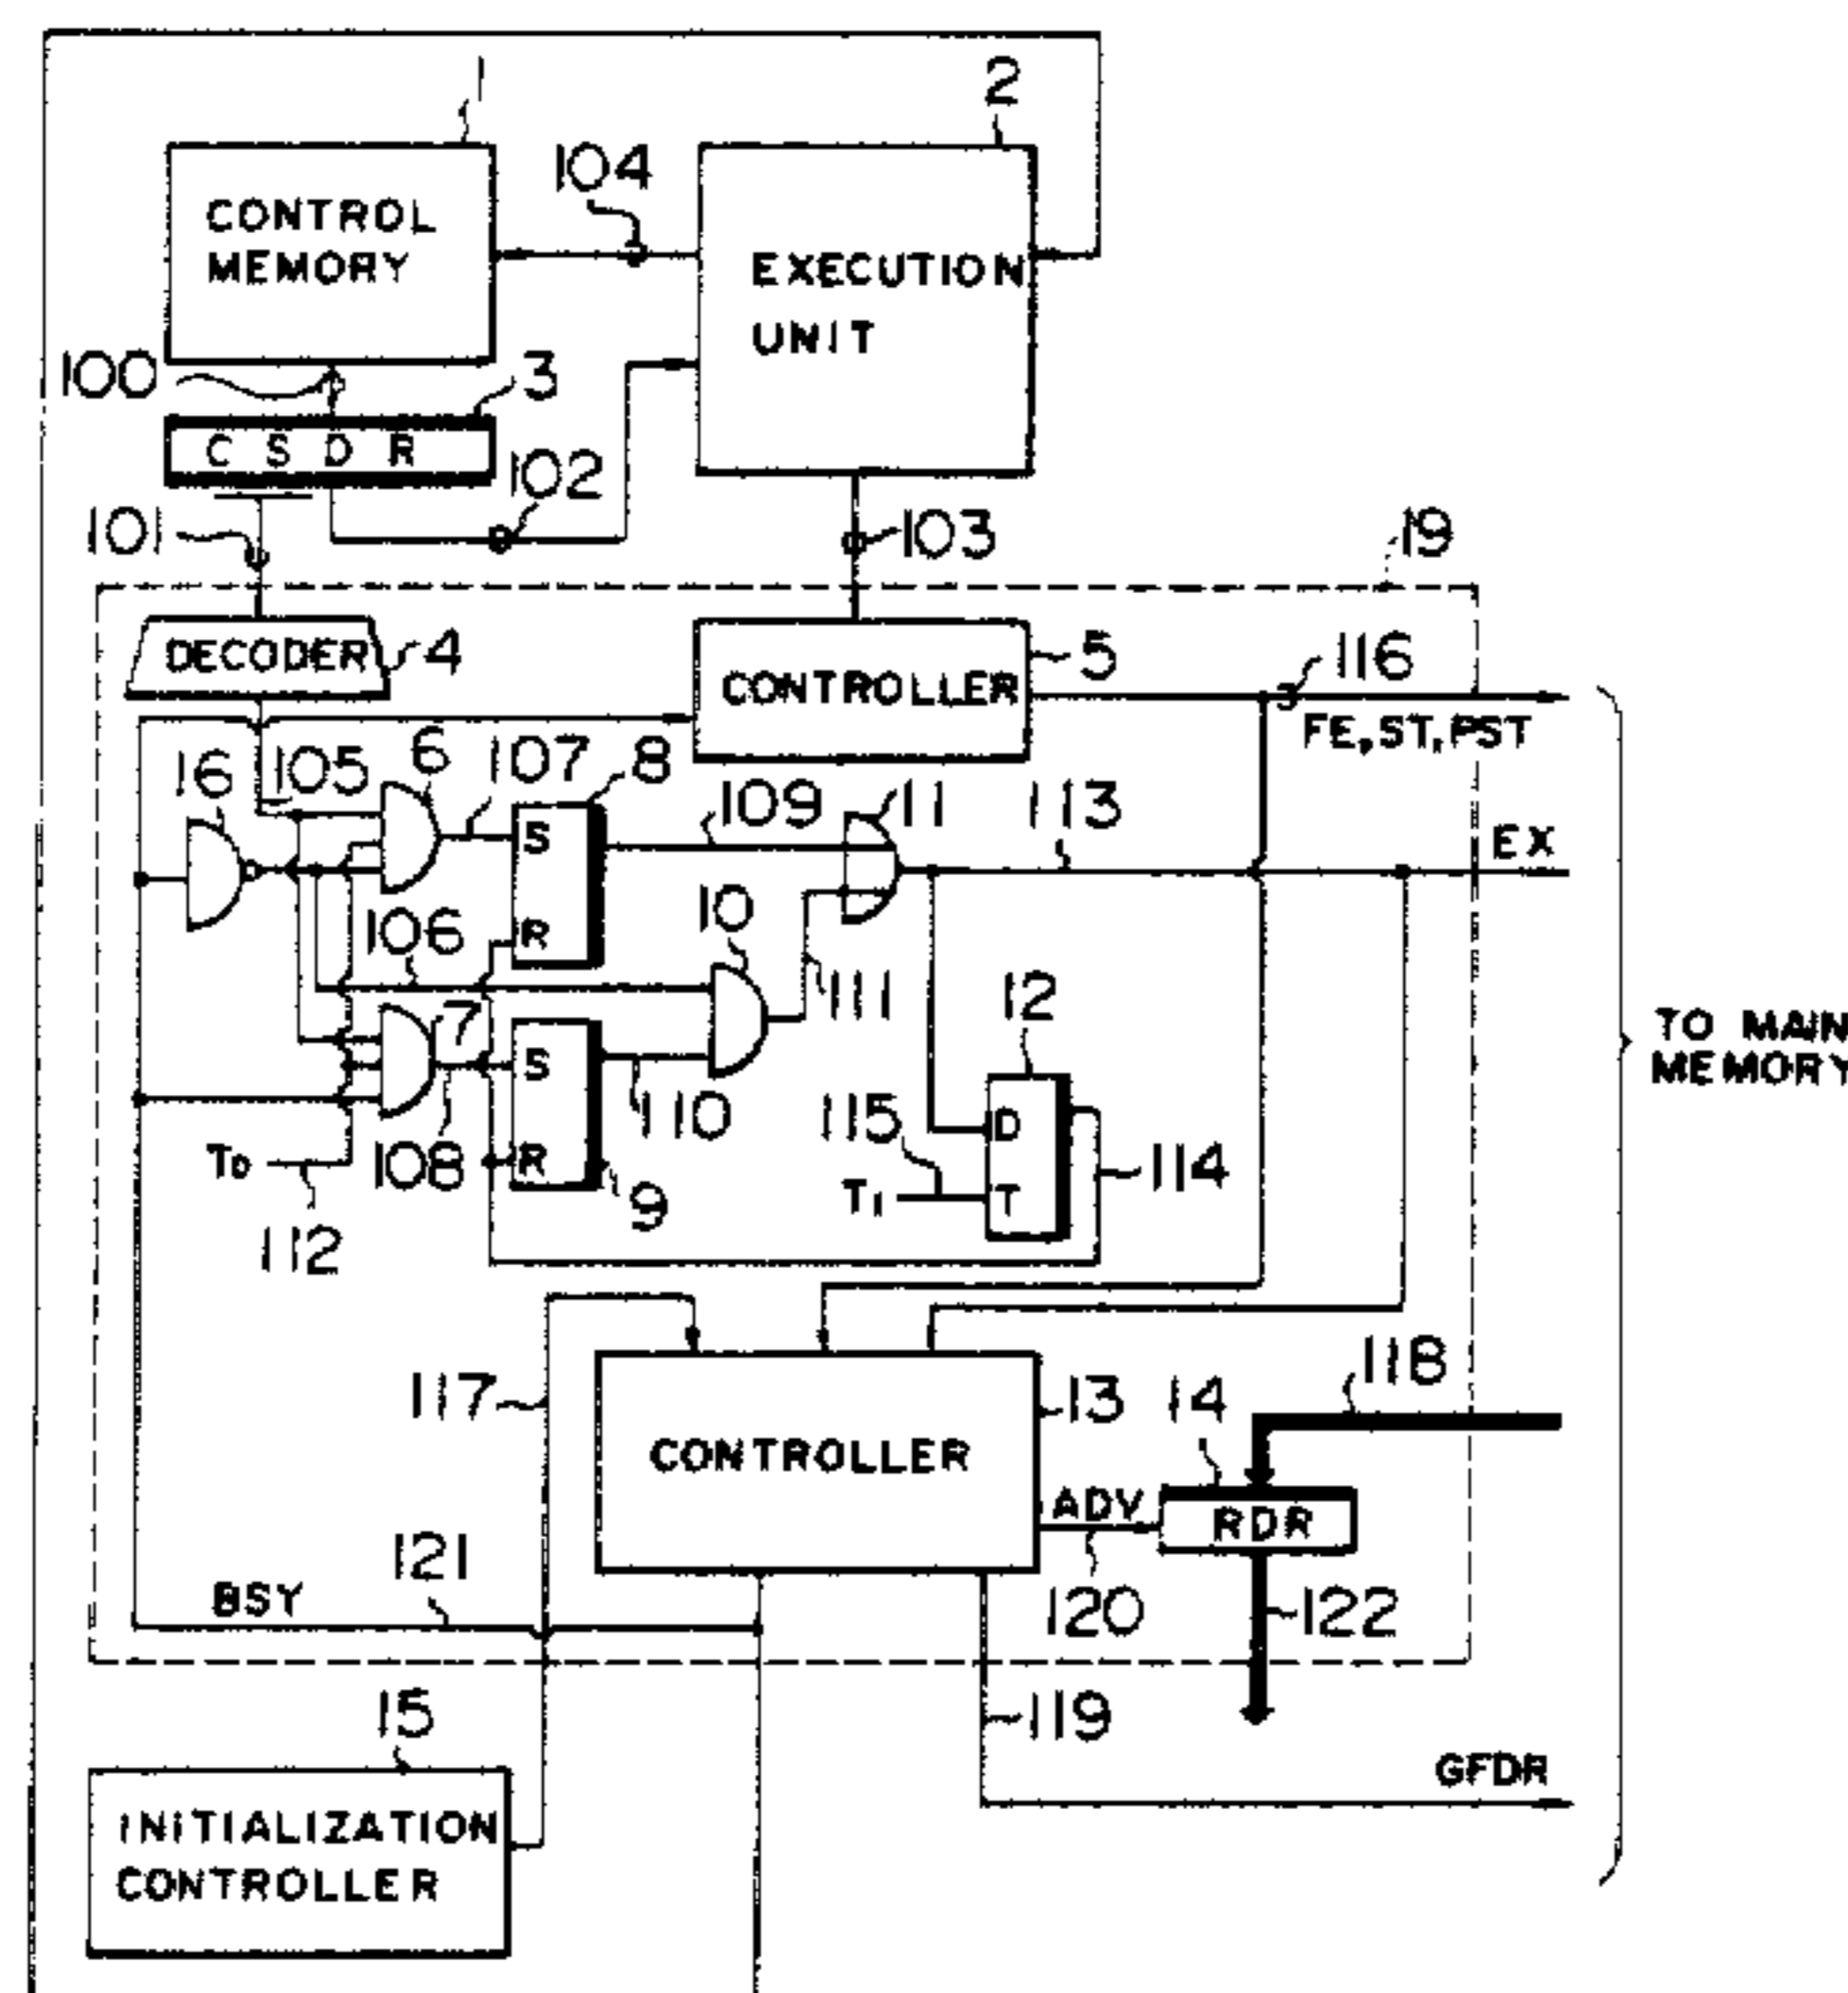 1
2
104
CONTROL
MEMORY
EXECUTION
UNIT
100
3
C S D R
102
101
103
19
DECODER
4
5
116
CONTROLLER
FE, ST, PST
16
105
6
107
8
109
11
113
EX
S
R
106
10
111
12
7
S
R
110
115
D
T
114
TO MAIN
MEMORY
T0
108
9
T1
112
117
13
14
118
CONTROLLER
ADV
RDR
121
BSY
120
122
15
119
GFDR
INITIALIZATION
CONTROLLER